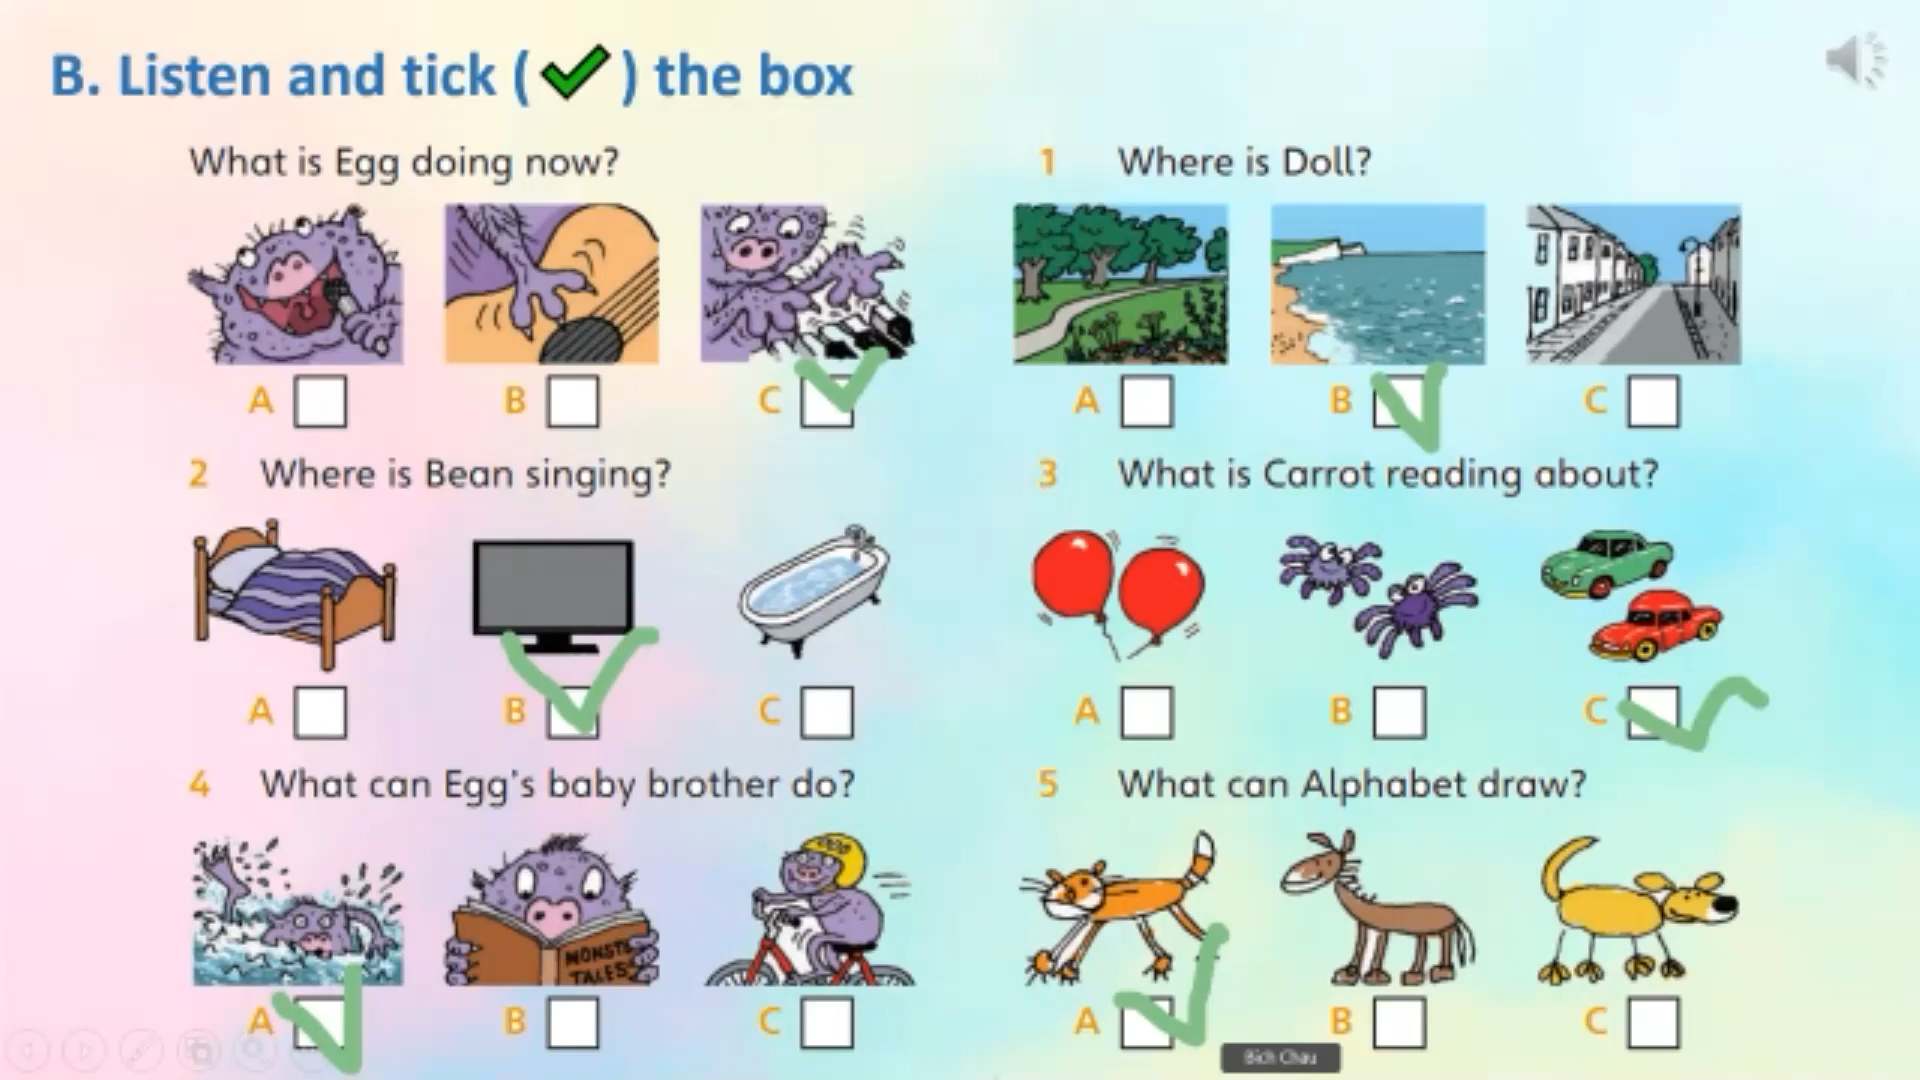 B. Listen and tick (✓) the box
What is Egg doing now?
A B C
1 Where is Doll?
A B C
2 Where is Bean singing?
A B C
3 What is Carrot reading about?
A B C
4 What can Egg's baby brother do?
MONSTE
TALES
A B C
5 What can Alphabet draw?
A B C
Bich Chau